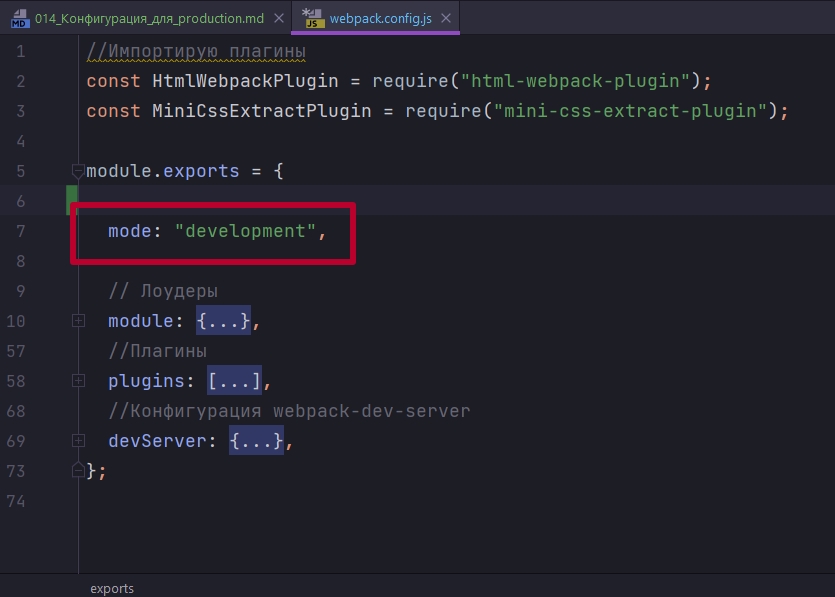 014_Конфигурация_для_production.md
webpack.config.js
1 //Импортирую плагины
2 const HtmlWebpackPlugin = require("html-webpack-plugin");
3 const MiniCssExtractPlugin = require("mini-css-extract-plugin");
4
5 module.exports = {
6
7 mode: "development",
8
9 // Лоудеры
10 module: {...},
57 //Плагины
58 plugins: [...],
68 //Конфигурация webpack-dev-server
69 devServer: {...},
73 };
74
exports